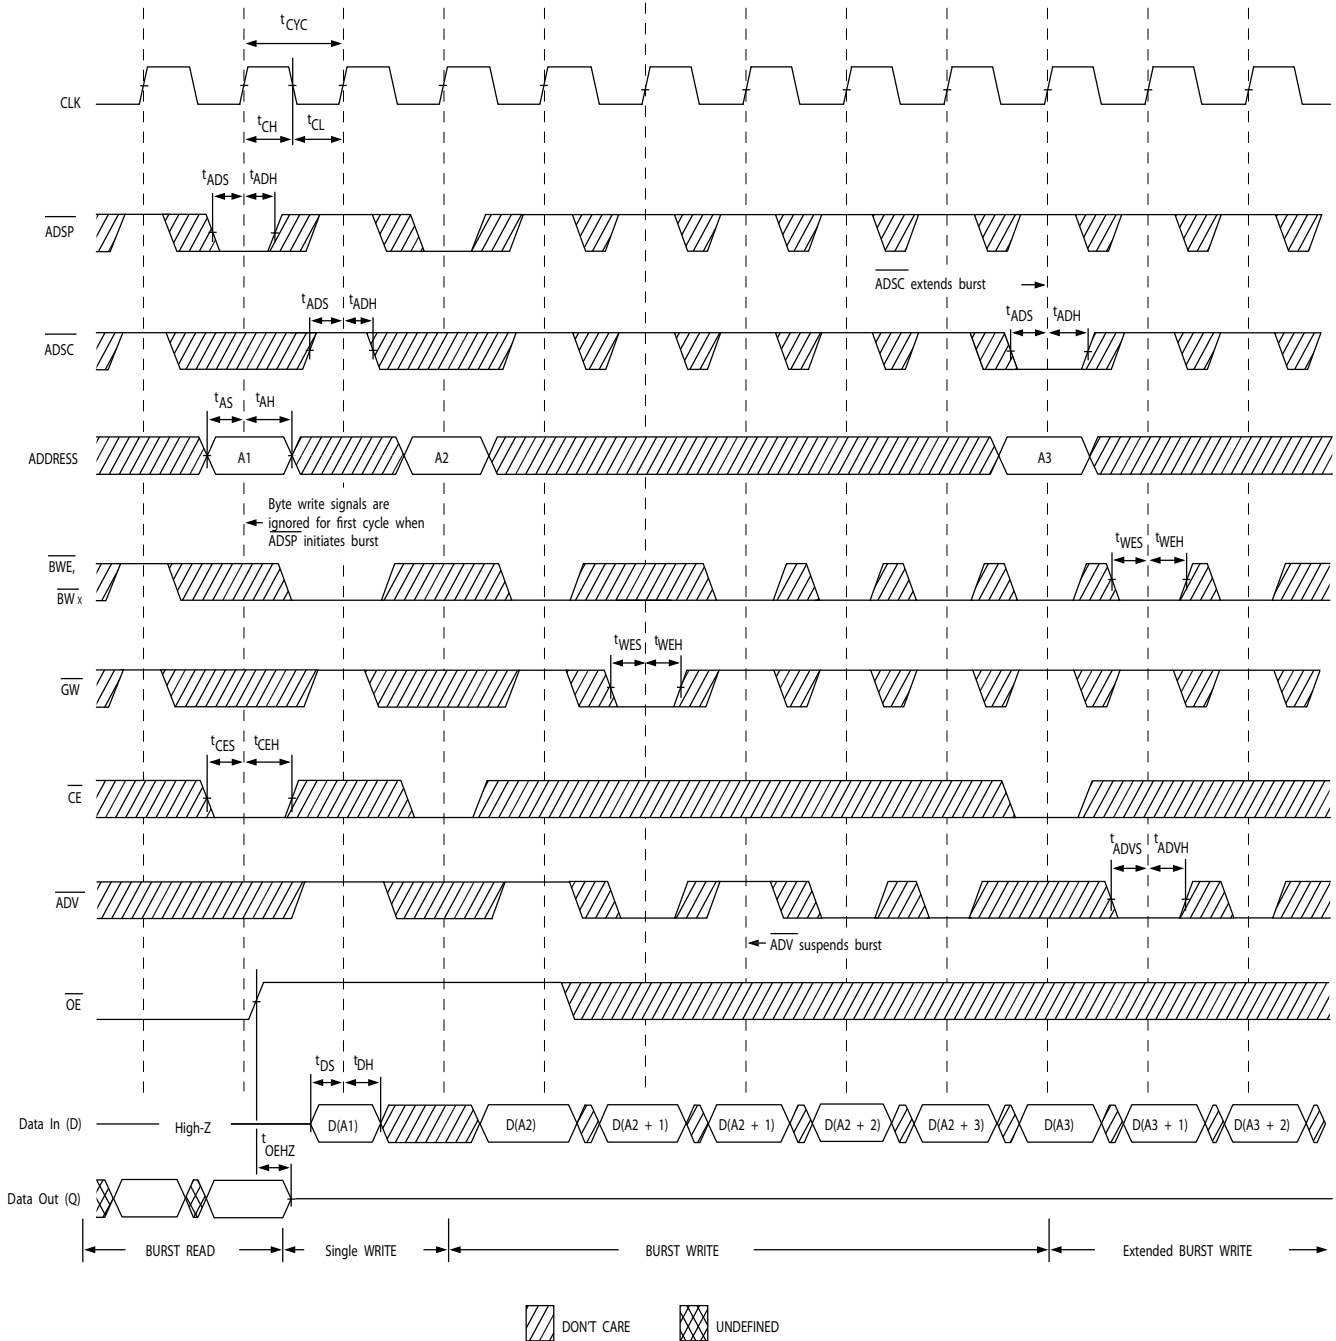 tCYC
CLK
tCH
tCL
tADS tADH
ADSP
ADSC extends burst
tADS tADH
tADS tADH
ADSC
tAS tAH
ADDRESS
A1
A2
A3
Byte write signals are
ignored for first cycle when
ADSP initiates burst
tWES tWEH
BWE,
BW x
tWES tWEH
GW
tCES tCEH
CE
tADVS tADVH
ADV
ADV suspends burst
OE
tDS tDH
Data In (D)
High-Z
D(A1)
D(A2)
D(A2 + 1)
D(A2 + 1)
D(A2 + 2)
D(A2 + 3)
D(A3)
D(A3 + 1)
D(A3 + 2)
tOEHZ
Data Out (Q)
BURST READ
Single WRITE
BURST WRITE
Extended BURST WRITE
DON'T CARE
UNDEFINED